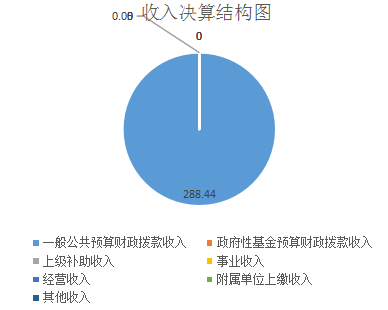 收入决算结构图
0.00
0
288.44
一般公共预算财政拨款收入
政府性基金预算财政拨款收入
上级补助收入
事业收入
经营收入
附属单位上缴收入
其他收入